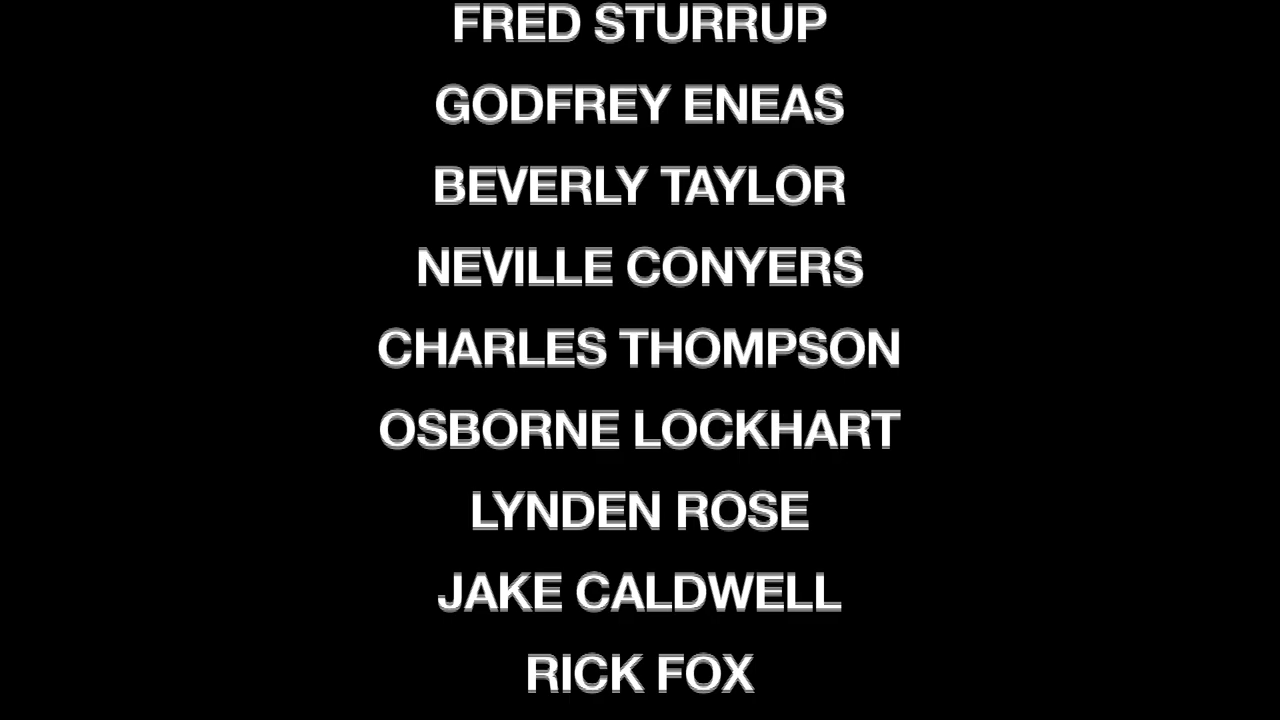 FRED STURRUP
GODFREY ENEAS
BEVERLY TAYLOR
NEVILLE CONYERS
CHARLES THOMPSON
OSBORNE LOCKHART
LYNDEN ROSE
JAKE CALDWELL
RICK FOX